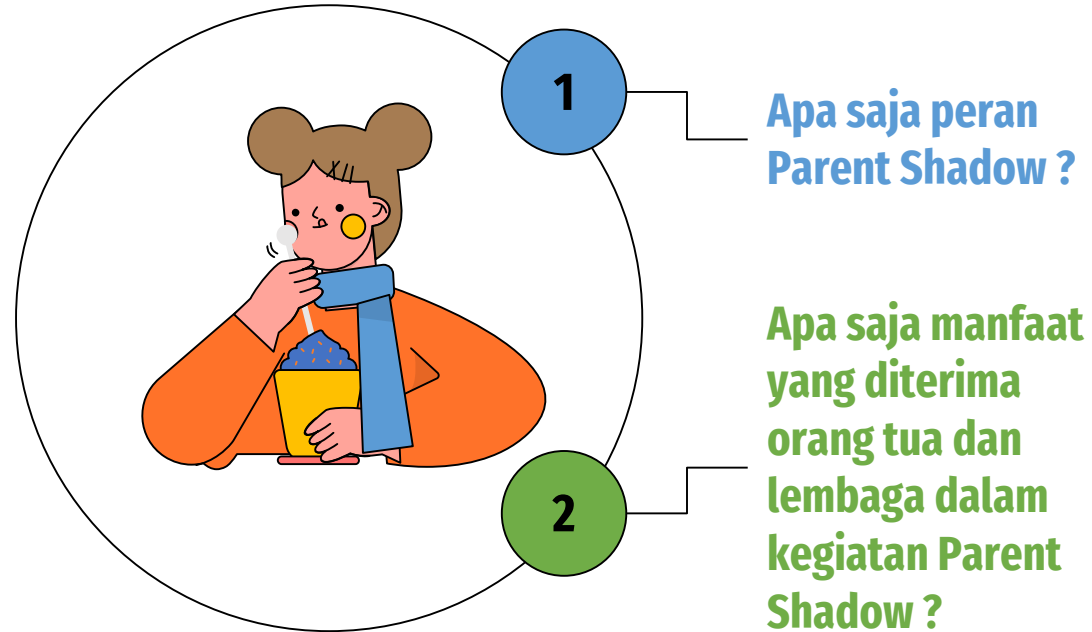 1
Apa saja peran
Parent Shadow ?
2
Apa saja manfaat
yang diterima
orang tua dan
lembaga dalam
kegiatan Parent
Shadow ?